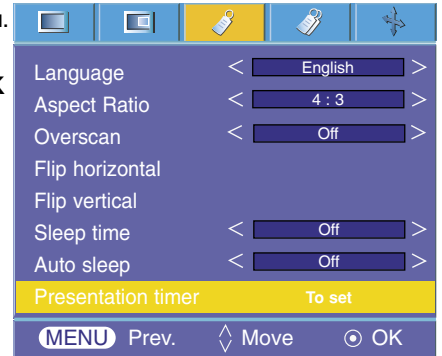 Language < English >
Aspect Ratio < 4 : 3 >
Overscan < Off >
Flip horizontal
Flip vertical
Sleep time < Off >
Auto sleep < Off >
Presentation timer To set
MENU Prev. Move OK